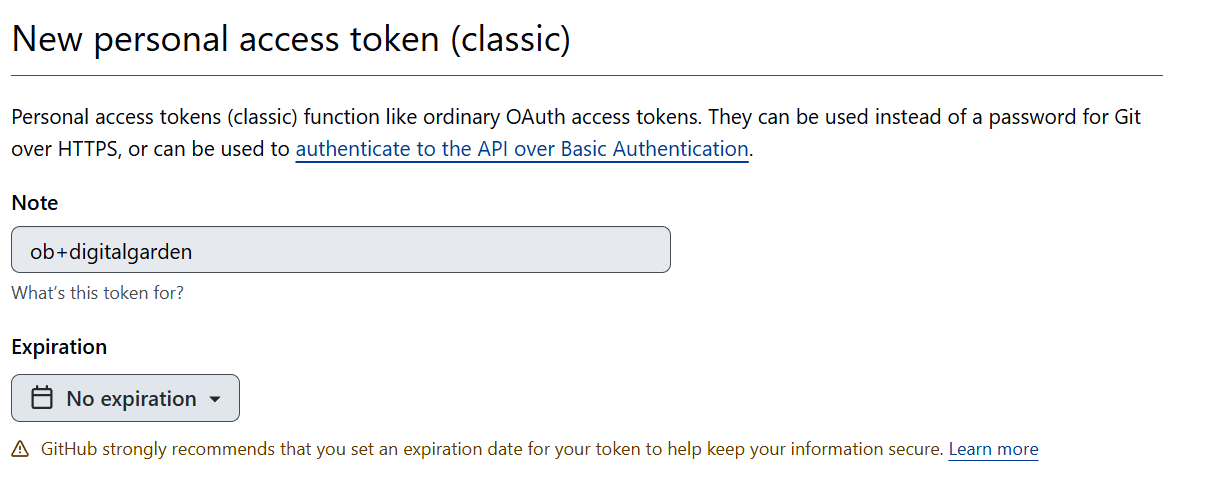 New personal access token (classic)
Personal access tokens (classic) function like ordinary OAuth access tokens. They can be used instead of a password for Git
over HTTPS, or can be used to authenticate to the API over Basic Authentication.
Note
ob+digitalgarden
What's this token for?
Expiration
No expiration
GitHub strongly recommends that you set an expiration date for your token to help keep your information secure. Learn more